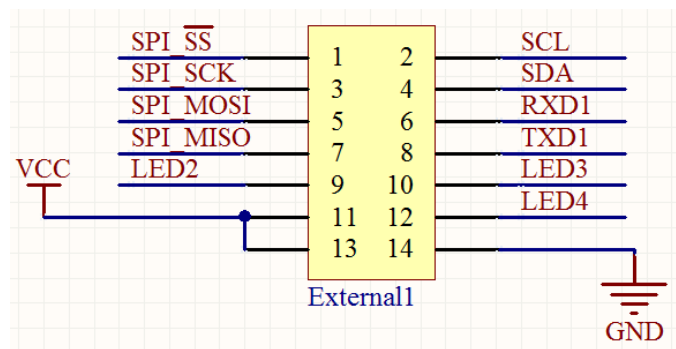 SPI_SS 1 2 SCL
SPI_SCK 3 4 SDA
SPI_MOSI 5 6 RXD1
SPI_MISO 7 8 TXD1
VCC LED2 9 10 LED3
11 12 LED4
13 14
External1
GND